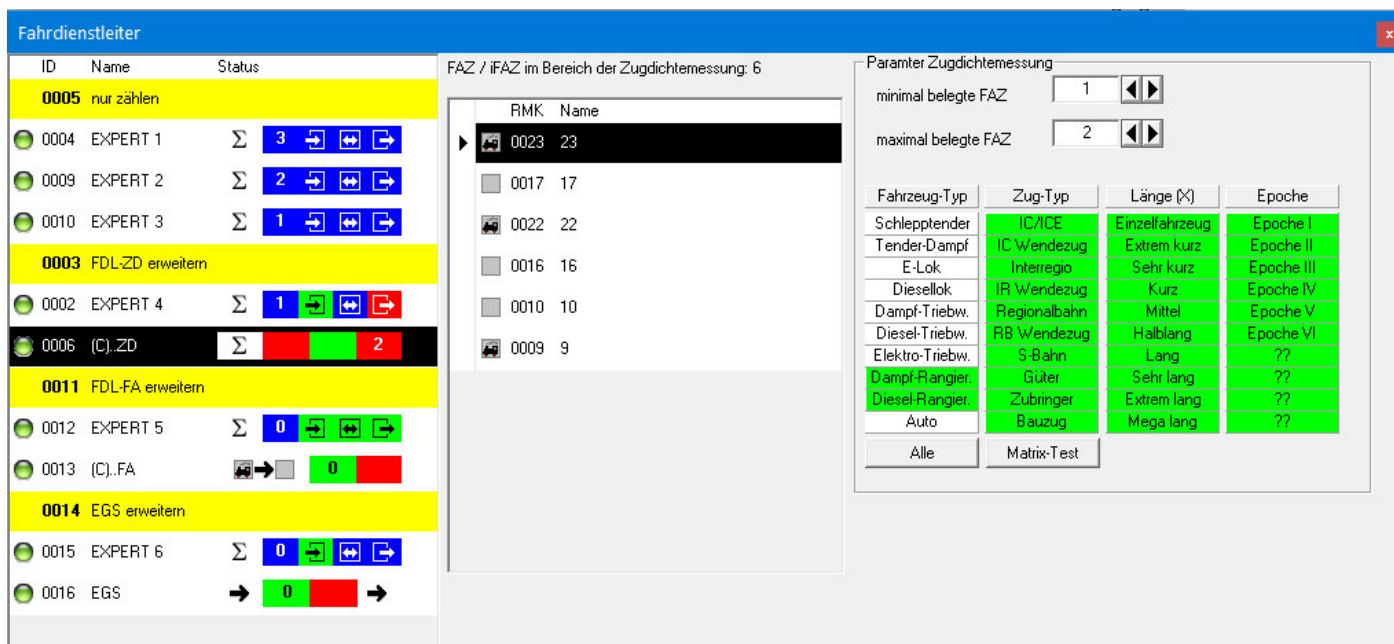 Fahrdienstleiter x
ID Name Status
0005 nur zählen
0004 EXPERT 1 Σ 3
0009 EXPERT 2 Σ 2
0010 EXPERT 3 Σ 1
0003 FDL-ZD erweitern
0002 EXPERT 4 Σ 1
0006 (C)..ZD Σ 2
0011 FDL-FA erweitern
0012 EXPERT 5 Σ 0
0013 (C)..FA 0
0014 EGS erweitern
0015 EXPERT 6 Σ 0
0016 EGS 0
FAZ / iFAZ im Bereich der Zugdichtemessung: 6
RMK Name
0023 23
0017 17
0022 22
0016 16
0010 10
0009 9
Paramter Zugdichtemessung
minimal belegte FAZ 1
maximal belegte FAZ 2
Fahrzeug-Typ Zug-Typ Länge (X) Epoche
Schlepptender IC/ICE Einzelfahrzeug Epoche I
Tender-Dampf IC Wendezug Extrem kurz Epoche II
E-Lok Interregio Sehr kurz Epoche III
Diesellok IR Wendezug Kurz Epoche IV
Dampf-Triebw. Regionalbahn Mittel Epoche V
Diesel-Triebw. RB Wendezug Halblang Epoche VI
Elektro-Triebw. S-Bahn Lang ??
Dampf-Rangier. Güter Sehr lang ??
Diesel-Rangier. Zubringer Extrem lang ??
Auto Bauzug Mega lang ??
Alle Matrix-Test